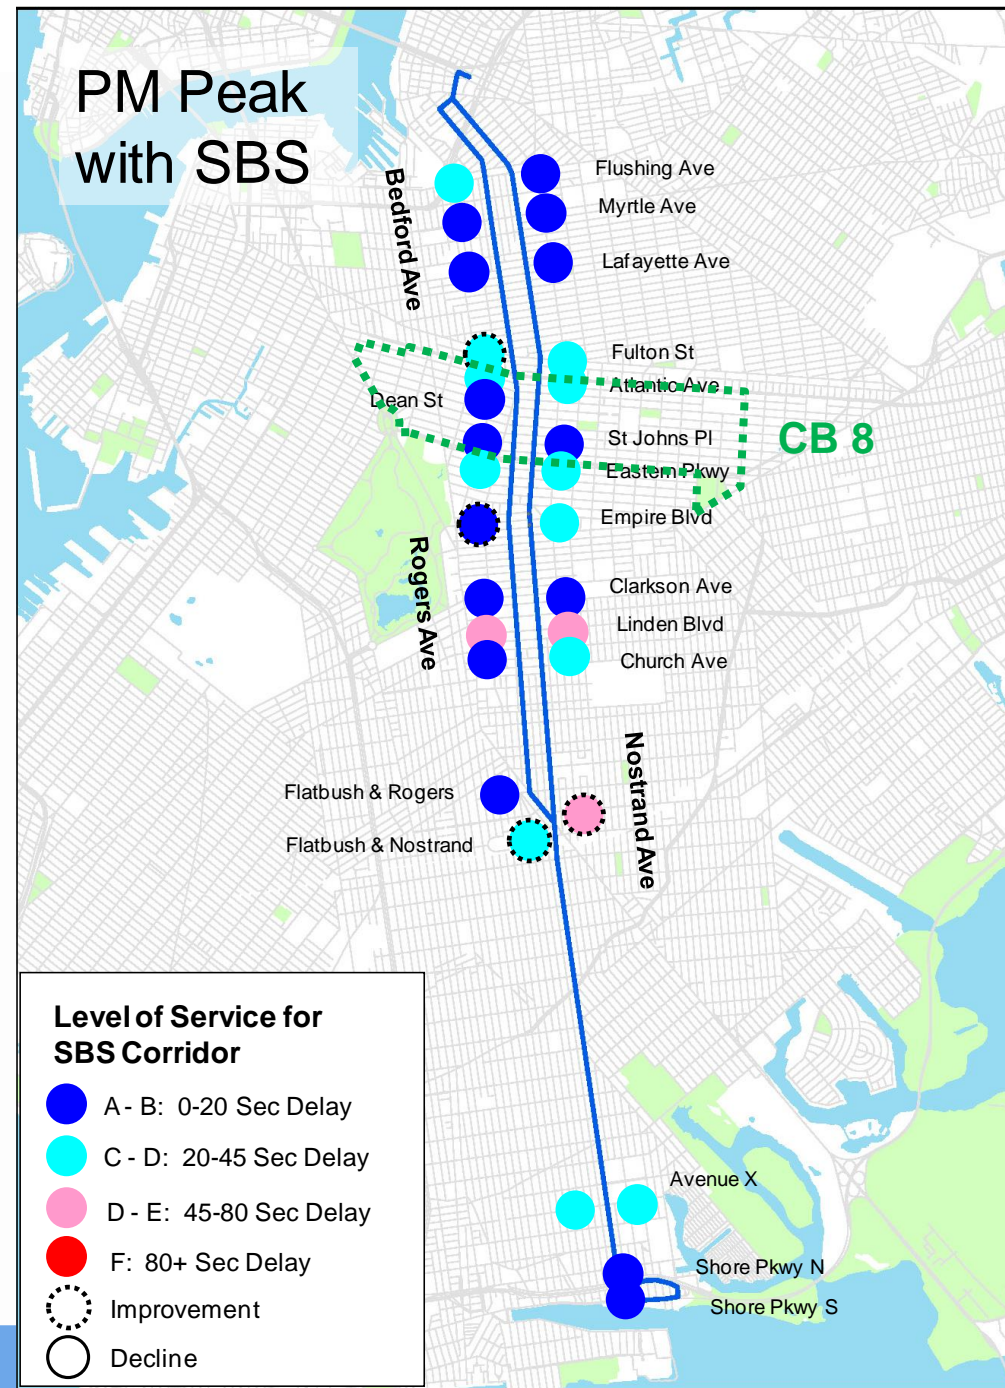 PM Peak
with SBS
Bedford Ave
Flushing Ave
Myrtle Ave
Lafayette Ave
Fulton St
Atlantic Ave
Dean St
St Johns Pl
CB 8
Eastern Pkwy
Empire Blvd
Rogers Ave
Clarkson Ave
Linden Blvd
Church Ave
Nostrand Ave
Flatbush & Rogers
Flatbush & Nostrand
Level of Service for
SBS Corridor
A - B: 0-20 Sec Delay
C - D: 20-45 Sec Delay
D - E: 45-80 Sec Delay
F: 80+ Sec Delay
Improvement
Decline
Avenue X
Shore Pkwy N
Shore Pkwy S